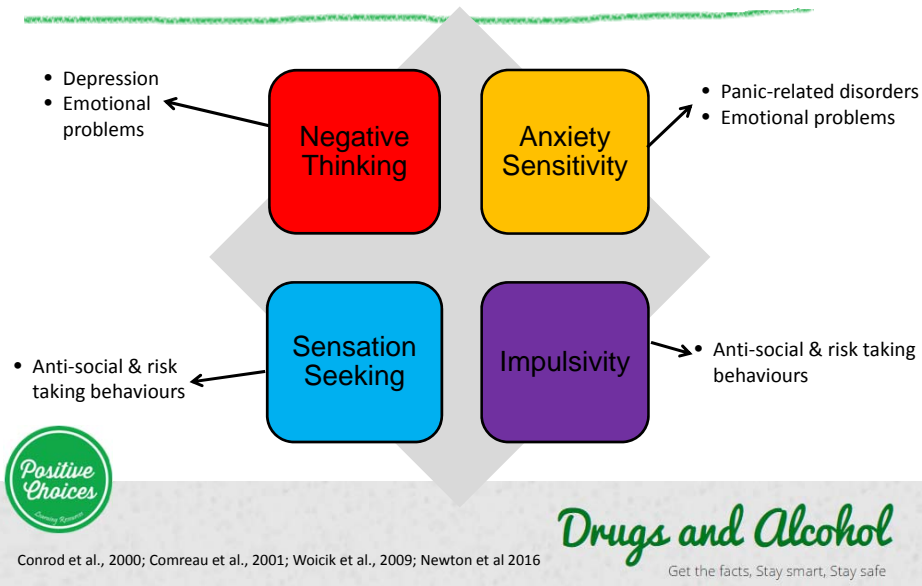 • Depression
• Emotional
problems
Negative
Thinking
Anxiety
Sensitivity
• Panic-related disorders
• Emotional problems
• Anti-social & risk
taking behaviours
Sensation
Seeking
Impulsivity
• Anti-social & risk taking
behaviours
Positive
Choices
Learning Resources
Conrod et al., 2000; Comreau et al., 2001; Woicik et al., 2009; Newton et al 2016
Drugs and Alcohol
Get the facts, Stay smart, Stay safe